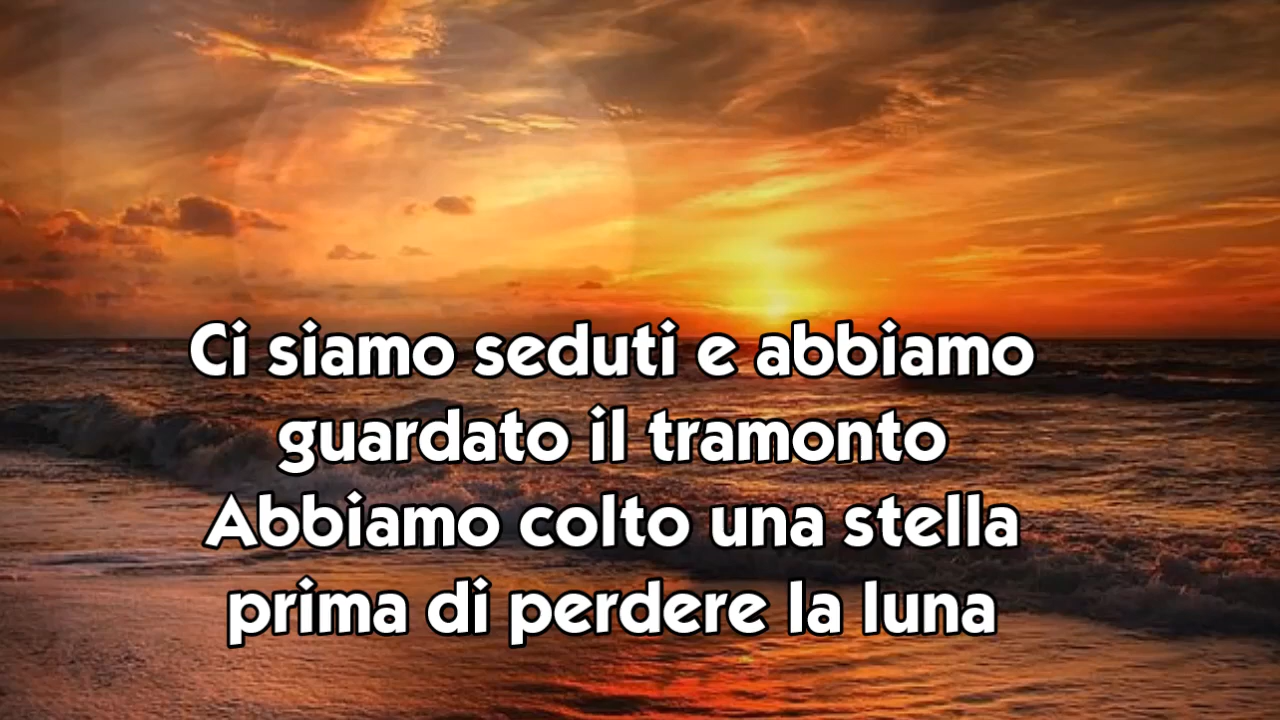 Ci siamo seduti e abbiamo
guardato il tramonto
Abbiamo colto una stella
prima di perdere la luna